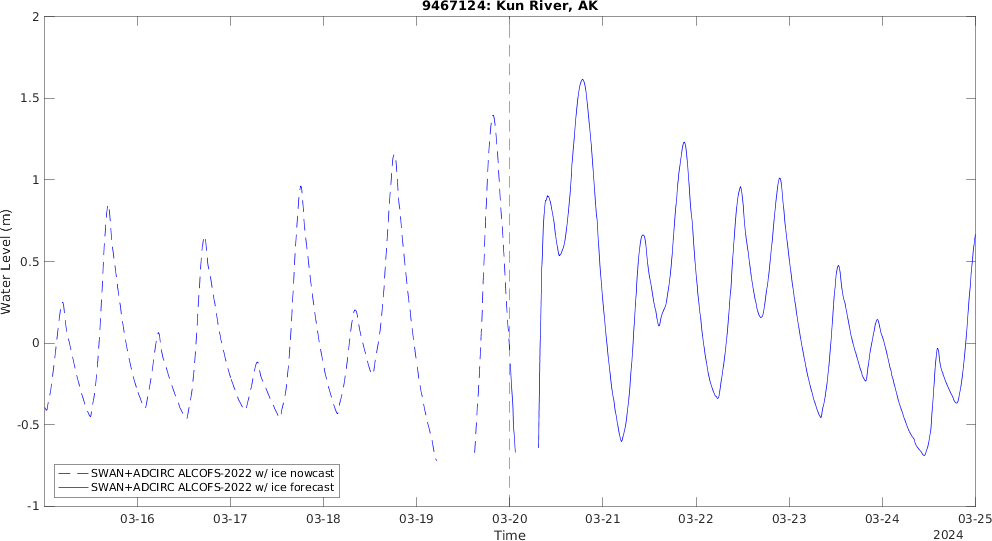 9467124: Kun River, AK
Water Level (m)
2
1.5
1
0.5
0
-0.5
-1
SWAN+ADCIRC ALCOFS-2022 w/ ice nowcast
SWAN+ADCIRC ALCOFS-2022 w/ ice forecast
03-16 03-17 03-18 03-19 03-20 03-21 03-22 03-23 03-24 03-25
Time
2024